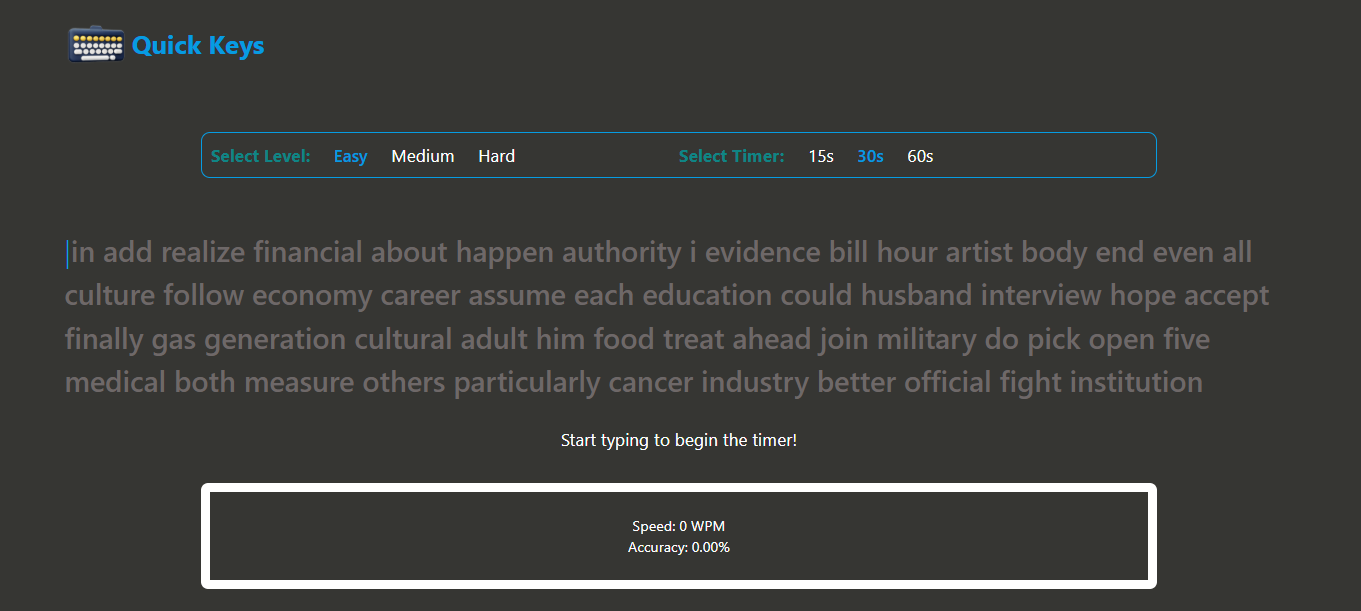 Quick Keys
Select Level: Easy Medium Hard Select Timer: 15s 30s 60s
in add realize financial about happen authority i evidence bill hour artist body end even all
culture follow economy career assume each education could husband interview hope accept
finally gas generation cultural adult him food treat ahead join military do pick open five
medical both measure others particularly cancer industry better official fight institution
Start typing to begin the timer!
Speed: 0 WPM
Accuracy: 0.00%